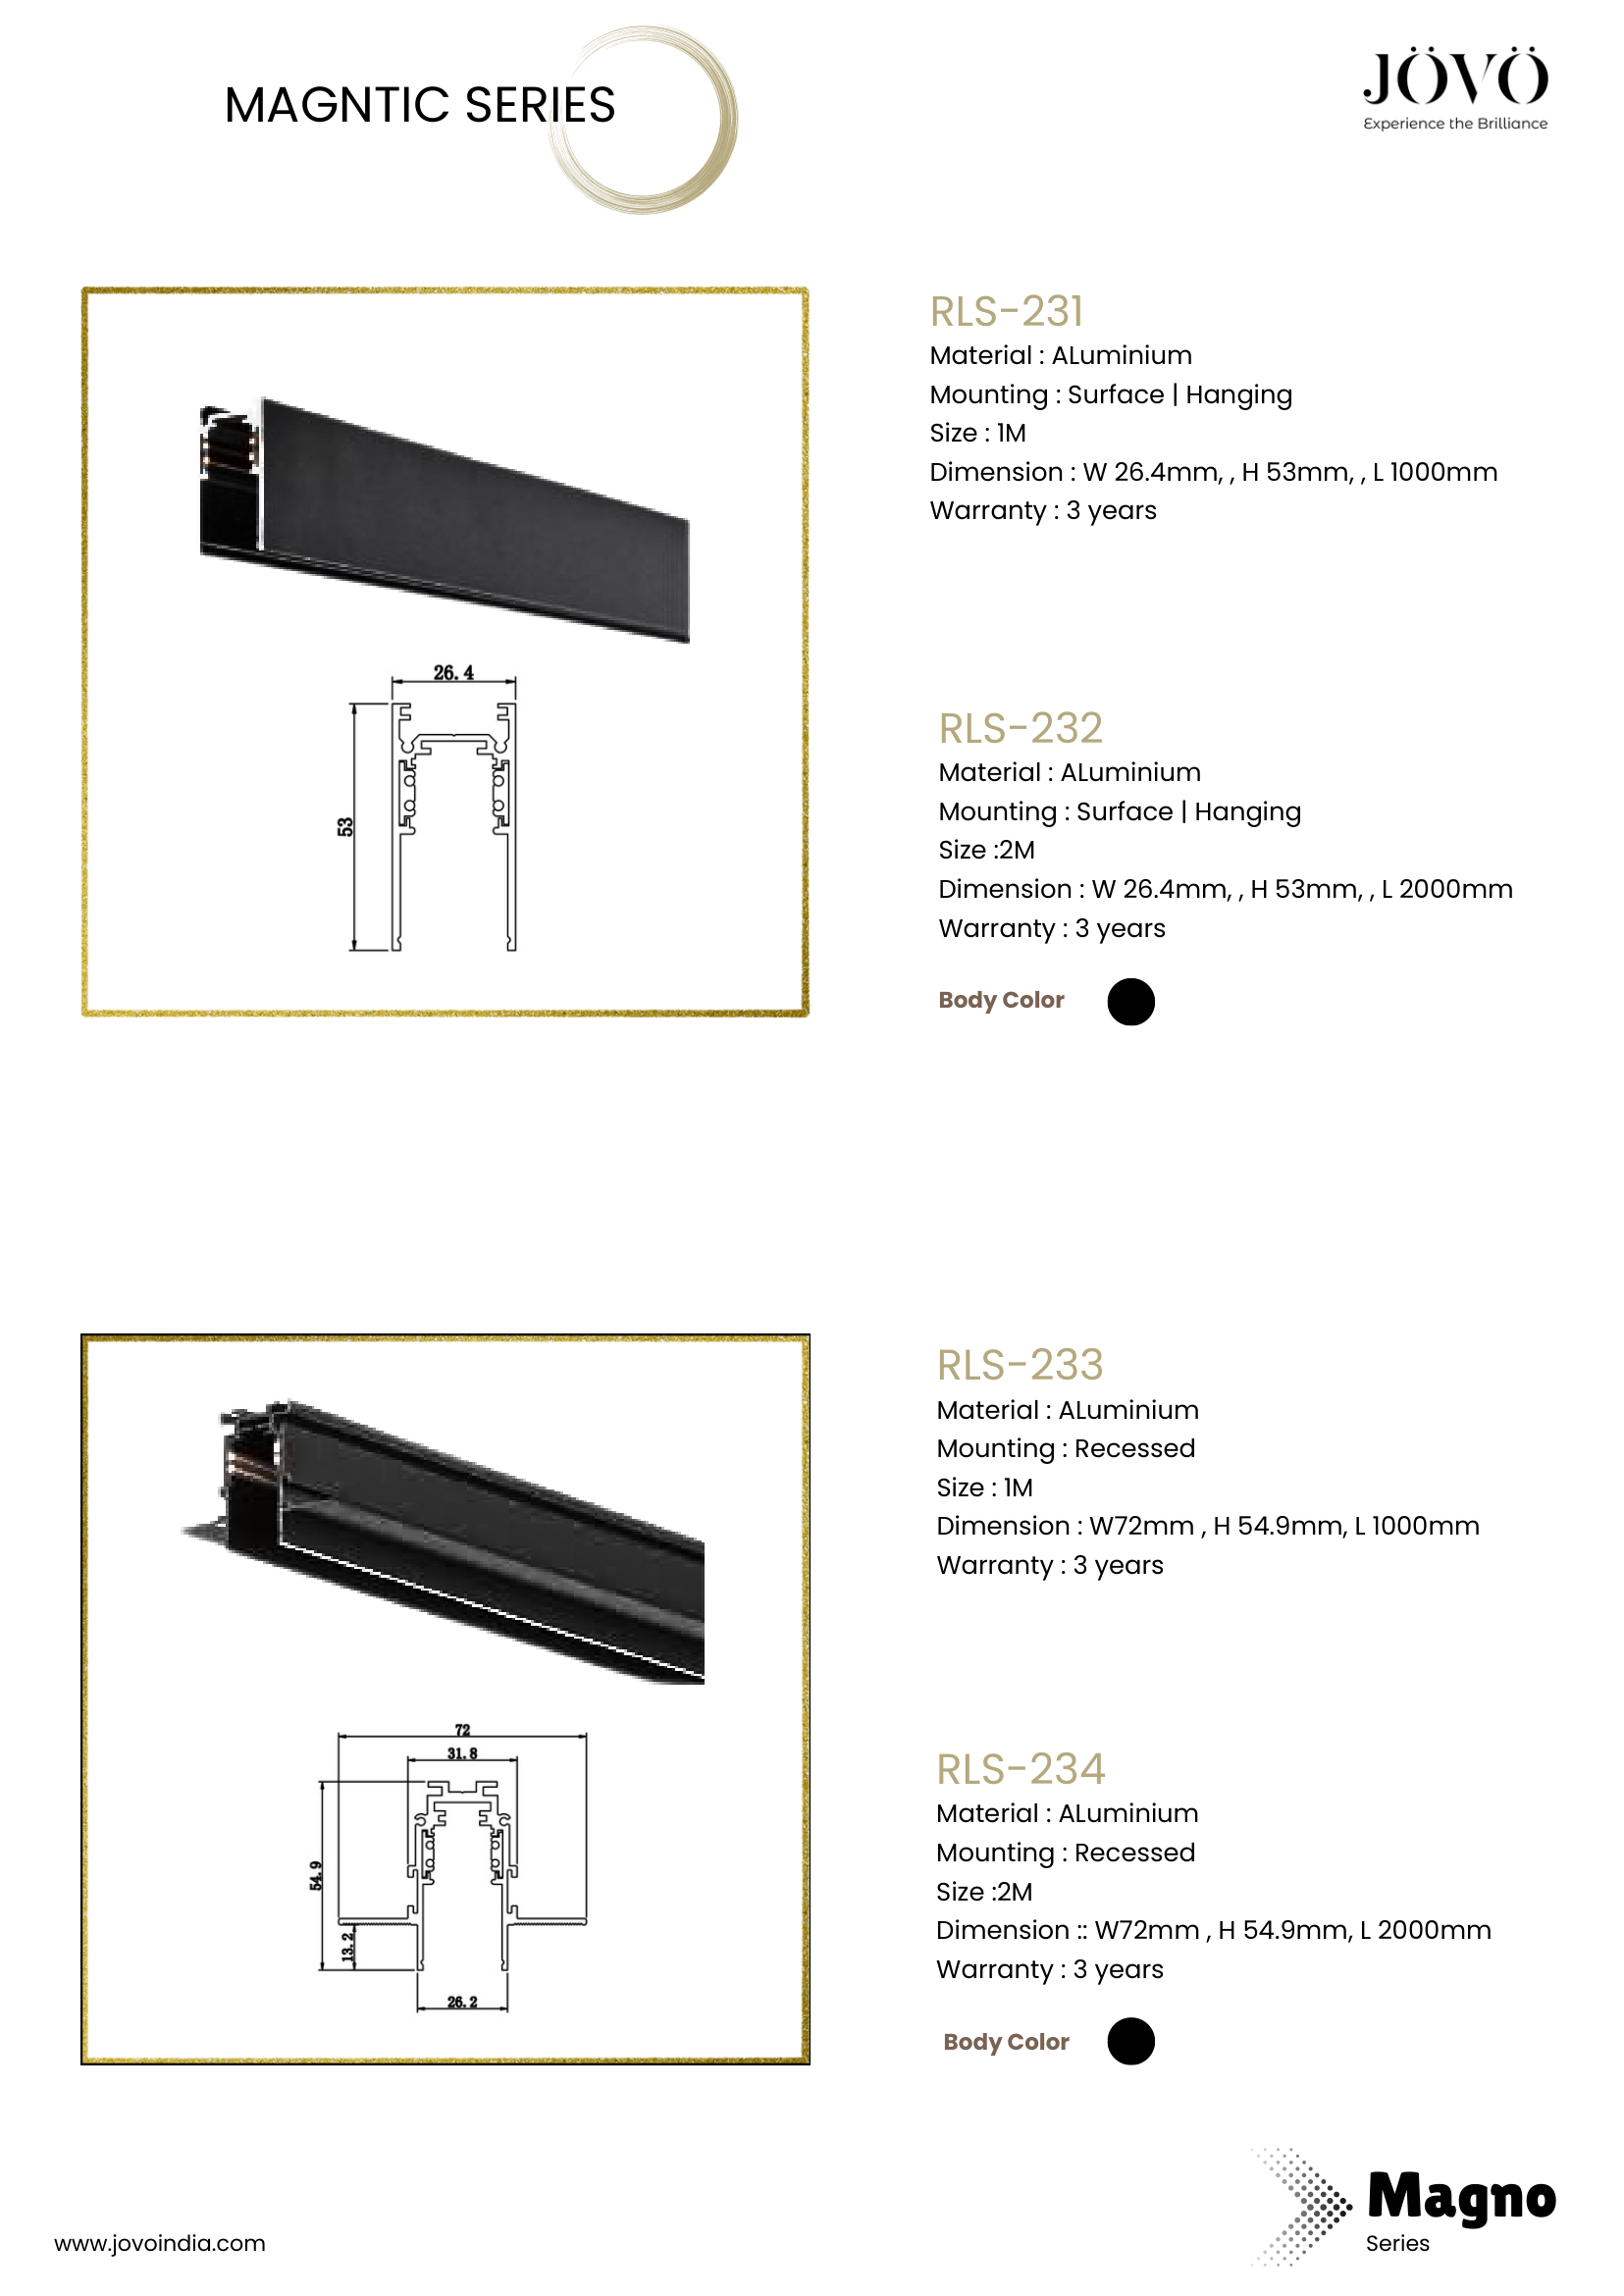 MAGNTIC SERIES
JÖVÖ
Experience the Brilliance
RLS-231
Material : ALuminium
Mounting : Surface | Hanging
Size : 1M
Dimension : W 26.4mm, , H 53mm, , L 1000mm
Warranty : 3 years
26.4
53
RLS-232
Material : ALuminium
Mounting : Surface | Hanging
Size :2M
Dimension : W 26.4mm, , H 53mm, , L 2000mm
Warranty : 3 years
Body Color
RLS-233
Material : ALuminium
Mounting : Recessed
Size : 1M
Dimension : W72mm , H 54.9mm, L 1000mm
Warranty : 3 years
72
31.8
54.9
13.2
26.2
RLS-234
Material : ALuminium
Mounting : Recessed
Size :2M
Dimension :: W72mm , H 54.9mm, L 2000mm
Warranty : 3 years
Body Color
Magno
Series
www.jovoindia.com